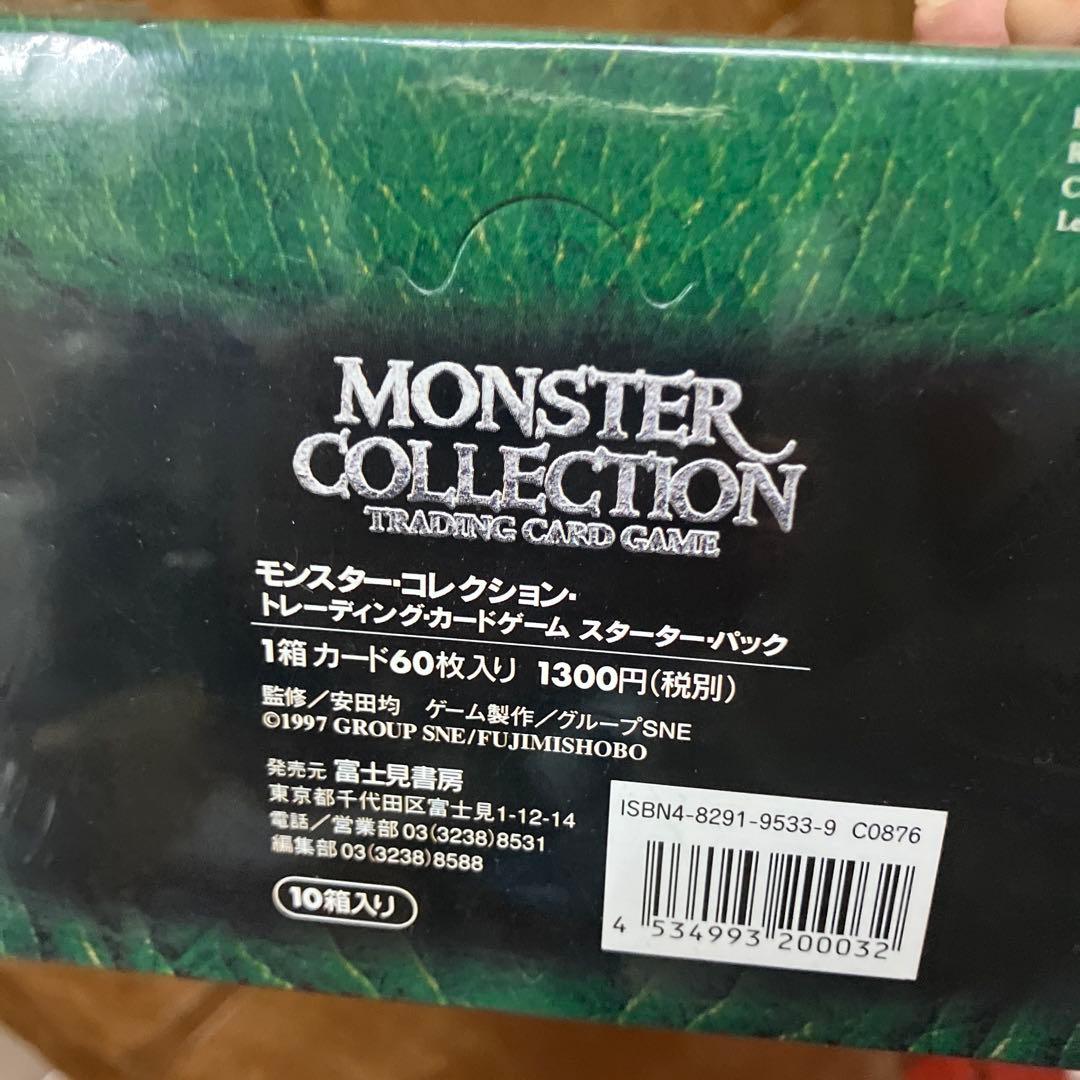 MONSTER
COLLECTION
TRADING CARD GAME
モンスター・コレクション・
トレーディング・カードゲーム スターター・パック
1箱 カード60枚入り 1300円(税別)
監修/安田均 ゲーム製作/グループSNE
©1997 GROUP SNE/FUJIMISHOBO
発売元 富士見書房
東京都千代田区富士見1-12-14
電話/営業部 03(3238)8531
編集部 03(3238)8588
10箱入り
ISBN4-8291-9533-9 C0876
4 534993 200032